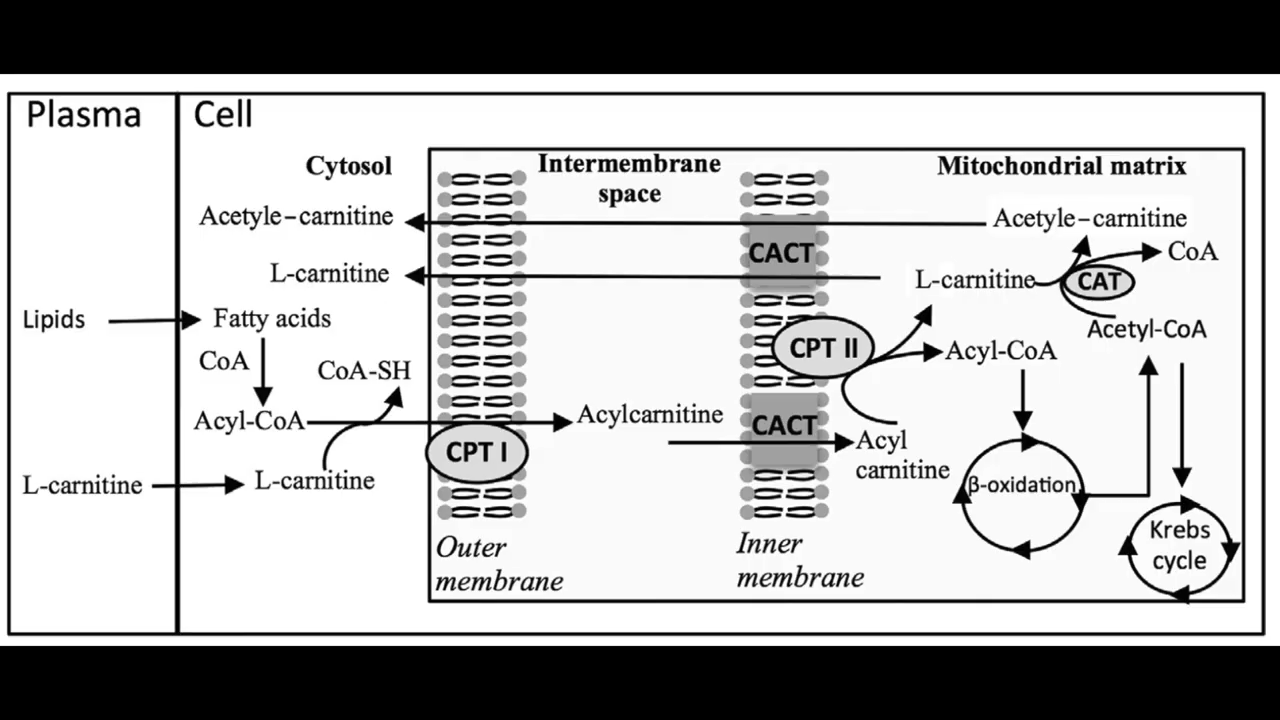 Plasma
Cell
Cytosol
Intermembrane
space
Mitochondrial matrix
Acetyle-carnitine
Acetyle-carnitine
CACT
CoA
L-carnitine
L-carnitine
CAT
Lipids
Fatty acids
Acetyl-CoA
CoA
CoA-SH
CPT II
Acyl-CoA
Acyl-CoA
Acylcarnitine
CACT
Acyl
carnitine
CPT I
L-carnitine
L-carnitine
β-oxidation
Krebs
cycle
Outer
membrane
Inner
membrane